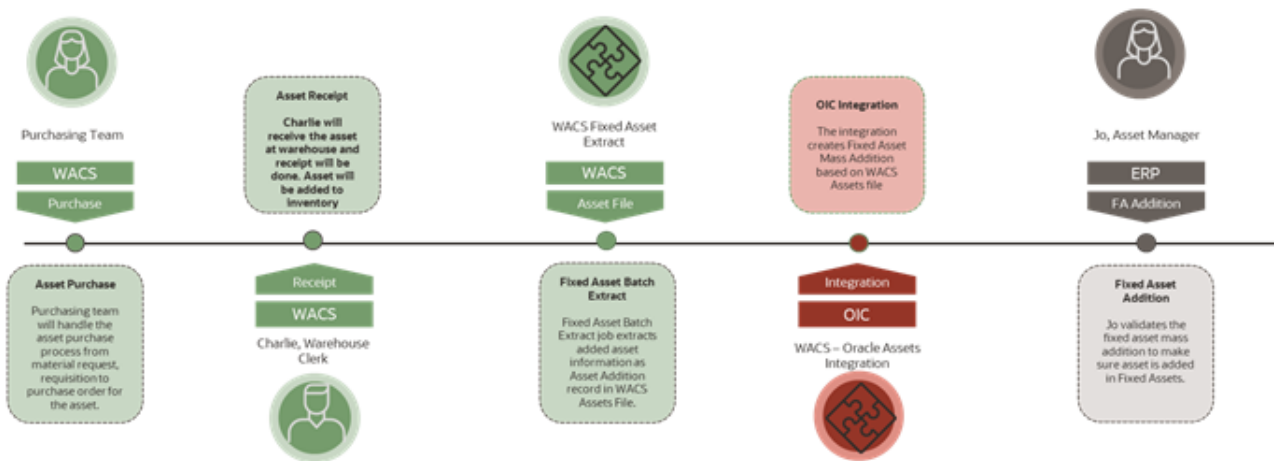 Purchasing Team
WACS
Purchase
Asset Purchase
Purchasing team
will handle the
asset purchase
process from
material request,
requisition to
purchase order for
the asset.
Asset Receipt
Charlie will
receive the asset
at warehouse and
receipt will be
done. Asset will
be added to
inventory
Receipt
WACS
Charlie, Warehouse
Clerk
WACS Fixed Asset
Extract
WACS
Asset File
Fixed Asset Batch
Extract
Fixed Asset Batch
Extract job extracts
added asset
information as
Asset Addition
record in WACS
Assets File.
OIC Integration
The integration
creates Fixed Asset
Mass Addition
based on WACS
Assets file
Integration
OIC
WACS – Oracle Assets
Integration
Jo, Asset Manager
ERP
FA Addition
Fixed Asset
Addition
Jo validates the
fixed asset mass
addition to make
sure asset is added
in Fixed Assets.